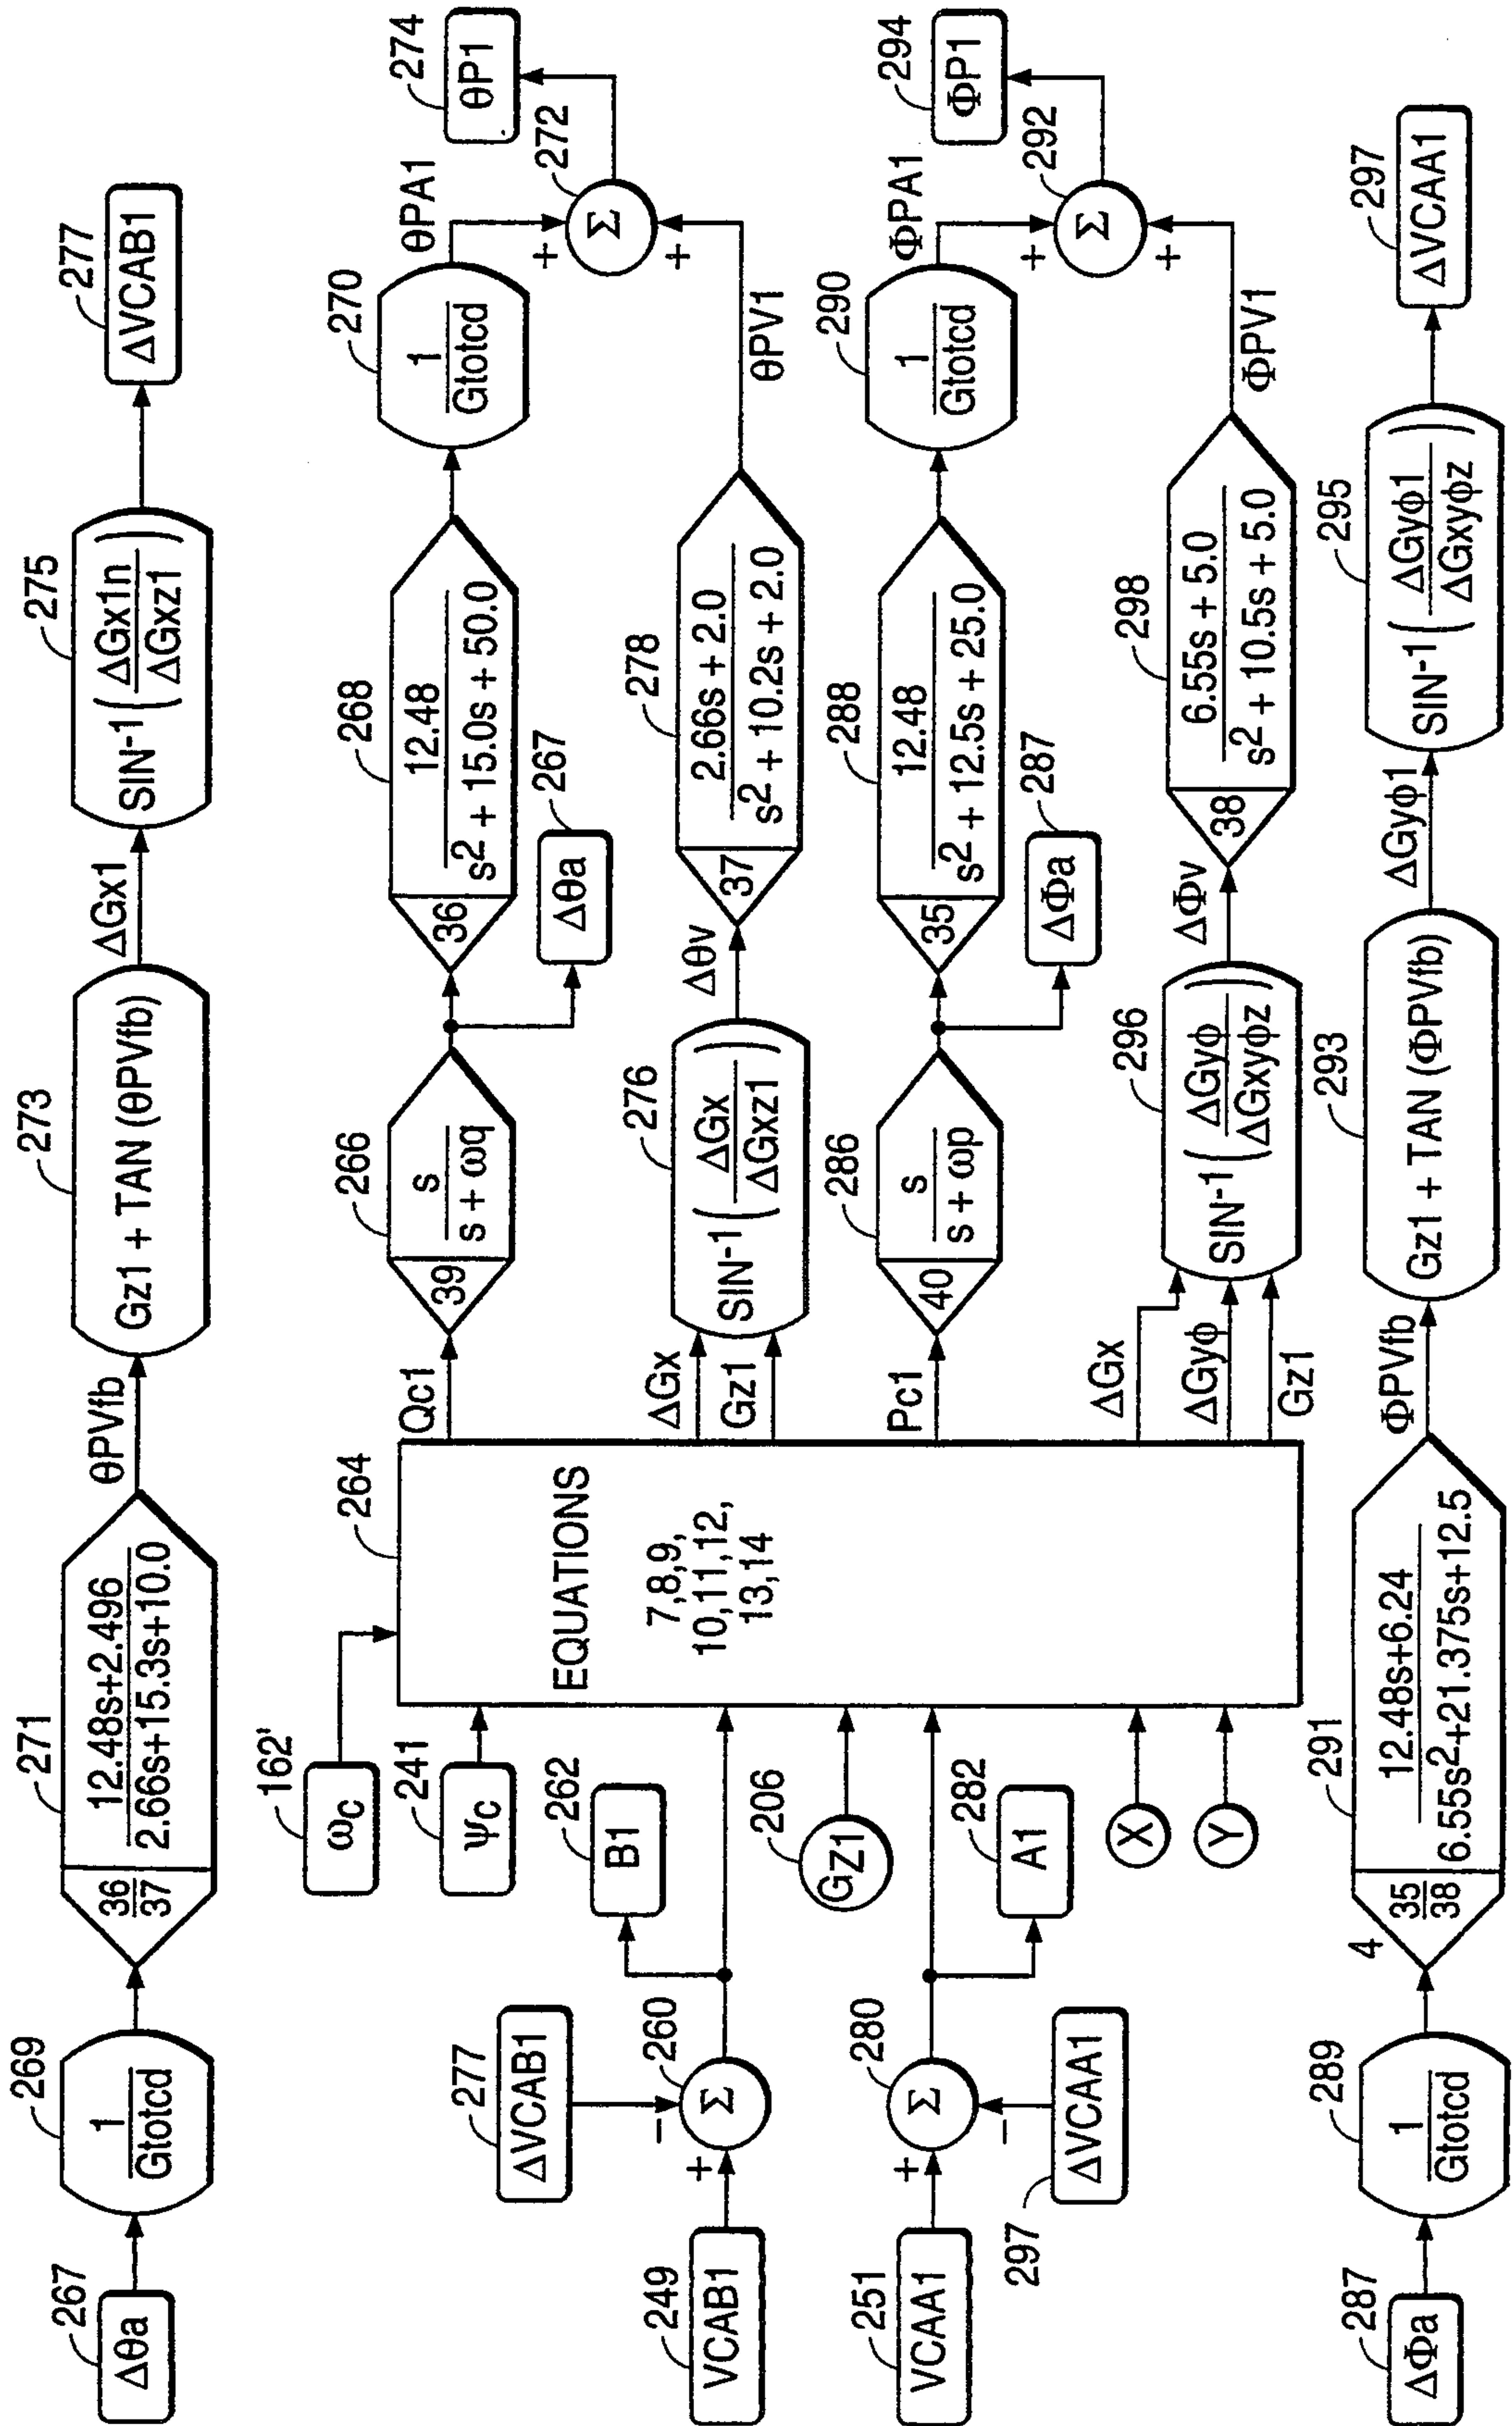 267
Δθa
269
1
Gtotcd
271
36
37
12.48s+2.496
2.66s+15.3s+10.0
θPVfb
273
Gz1 + TAN (θPVfb)
ΔGx1
275
SIN-1 ( ΔGx1n
ΔGxz1 )
277
ΔVCAB1
162'
ωc
241
ψc
264
EQUATIONS
7,8,9,
10,11,12,
13,14
Qc1
39
266
s
s + ωq
267
Δθa
36
268
12.48
s2 + 15.0s + 50.0
270
1
Gtotcd
θPA1
+
272
Σ
+
274
θP1
249
VCAB1
+
277
ΔVCAB1
−
260
Σ
262
B1
206
GZ1
ΔGx
Gz1
276
SIN-1 ( ΔGx
ΔGxz1 )
Δθv
37
278
2.66s + 2.0
s2 + 10.2s + 2.0
θPV1
251
VCAA1
+
280
Σ
−
297
ΔVCAA1
282
A1
X
Y
Pc1
40
286
s
s + ωp
287
ΔΦa
35
288
12.48
s2 + 12.5s + 25.0
290
1
Gtotcd
ΦPA1
+
292
Σ
+
294
ΦP1
ΔGx
ΔGyϕ
Gz1
296
SIN-1 ( ΔGyϕ
ΔGxyϕz )
ΔΦv
38
298
6.55s + 5.0
s2 + 10.5s + 5.0
ΦPV1
287
ΔΦa
289
1
Gtotcd
4
35
38
291
12.48s+6.24
6.55s2+21.375s+12.5
ΦPVfb
293
Gz1 + TAN (ΦPVfb)
ΔGyϕ1
295
SIN-1 ( ΔGyϕ1
ΔGxyϕz )
297
ΔVCAA1